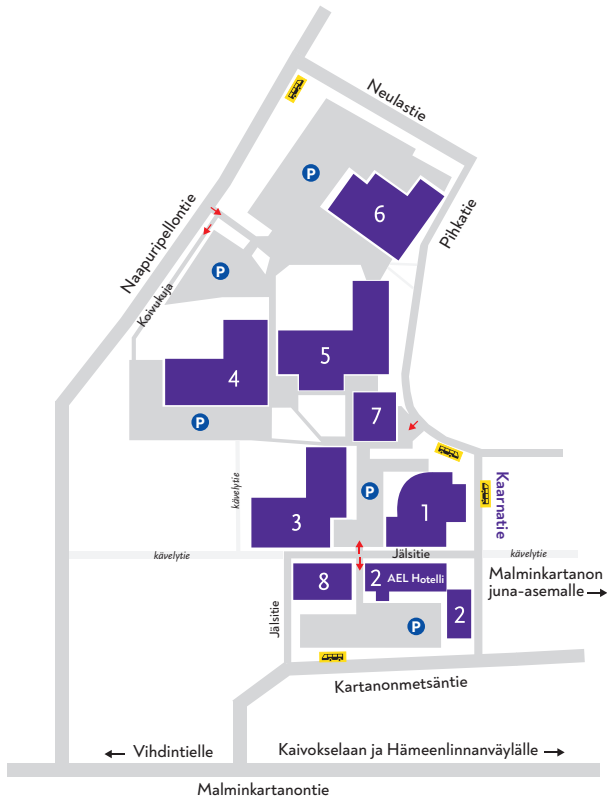 Neulastie
P
6
Pihkatie
Naapuripellontie
P
Koivukuja
5
4
7
P
kävelytie
3
P
1
Kaarnatie
kävelytie
Jälsitie
kävelytie
8
2 AEL Hotelli
Malminkartanon
juna-asemalle →
Jälsitie
2
P
Kartanonmetsäntie
← Vihdintielle
Kaivokselaan ja Hämeenlinnanväylälle →
Malminkartanontie